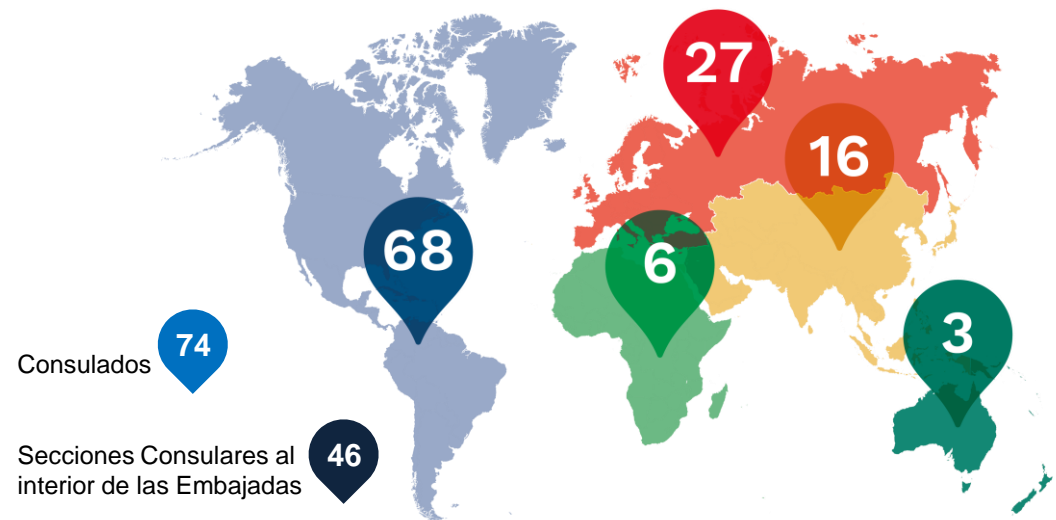 27
16
68
6
3
Consulados 74
Secciones Consulares al
interior de las Embajadas 46